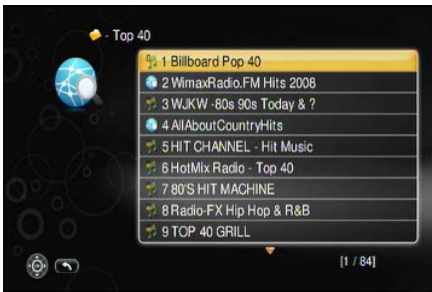 - Top 40
1 Billboard Pop 40
2 WimaxRadio.FM Hits 2008
3 WJKW -80s 90s Today & ?
4 AllAboutCountryHits
5 HIT CHANNEL - Hit Music
6 HotMix Radio - Top 40
7 80'S HIT MACHINE
8 Radio-FX Hip Hop & R&B
9 TOP 40 GRILL
[1 / 84]